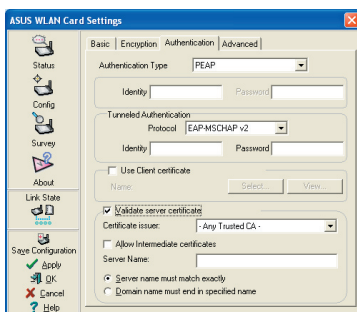 ASUS WLAN Card Settings
Status
Config
Survey
About
Link State
Save Configuration
Apply
OK
Cancel
Help
Basic
Encryption
Authentication
Advanced
Authentication Type
PEAP
Identity
Password
Tunneled Authentication
Protocol
EAP-MSCHAP v2
Identity
Password
Use Client certificate
Name:
Select...
View...
Validate server certificate
Certificate issuer:
- Any Trusted CA -
Allow Intermediate certificates
Server Name:
Server name must match exactly
Domain name must end in specified name